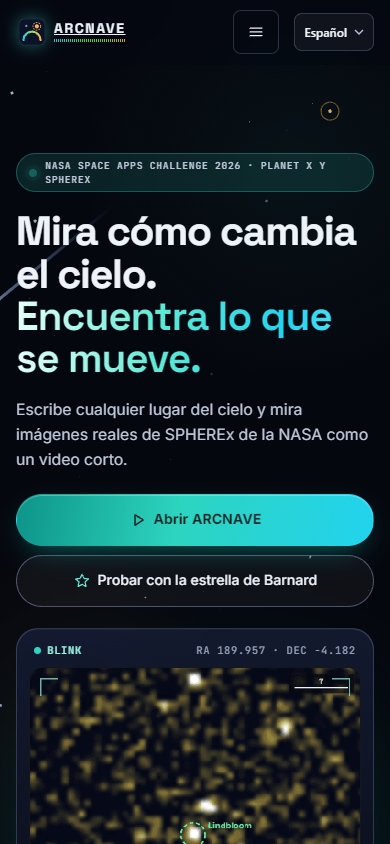 ARCNAVE
Español
NASA SPACE APPS CHALLENGE 2026 · PLANET X Y
SPHEREX
Mira cómo cambia
el cielo.
Encuentra lo que
se mueve.
Escribe cualquier lugar del cielo y mira
imágenes reales de SPHEREx de la NASA como
un video corto.
Abrir ARCNAVE
Probar con la estrella de Barnard
BLINK
RA 189.957 · DEC -4.182
Lindbloom